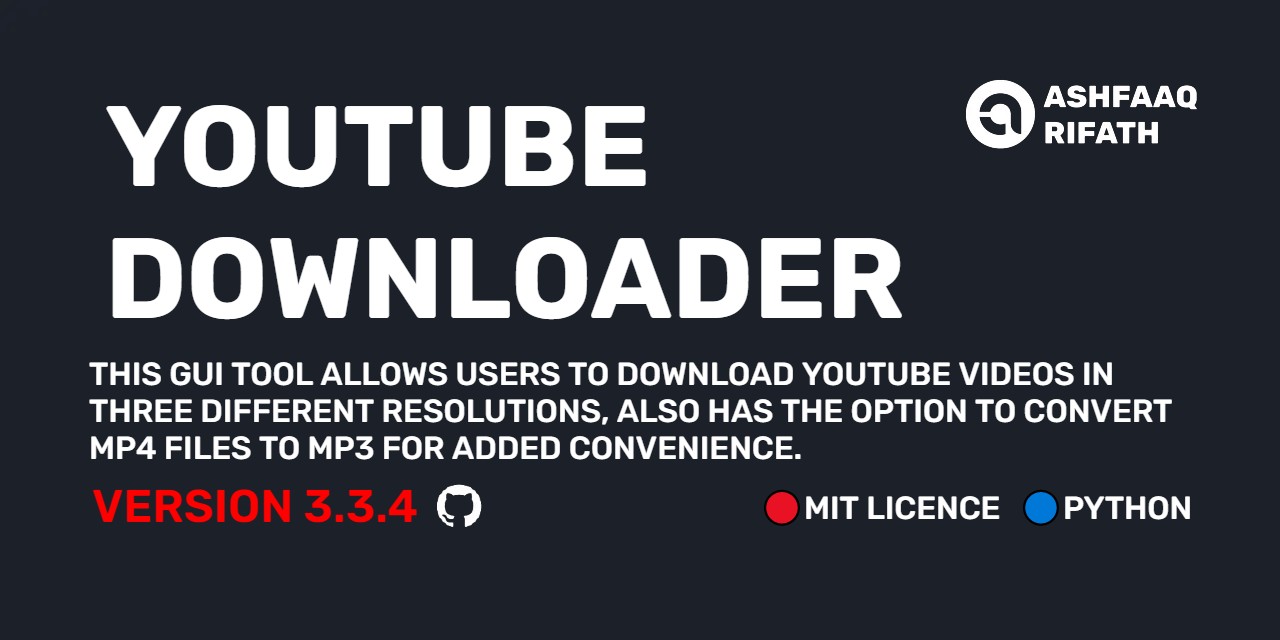 YOUTUBE
DOWNLOADER
ASHFAAQ
RIFATH
THIS GUI TOOL ALLOWS USERS TO DOWNLOAD YOUTUBE VIDEOS IN
THREE DIFFERENT RESOLUTIONS, ALSO HAS THE OPTION TO CONVERT
MP4 FILES TO MP3 FOR ADDED CONVENIENCE.
VERSION 3.3.4
MIT LICENCE
PYTHON